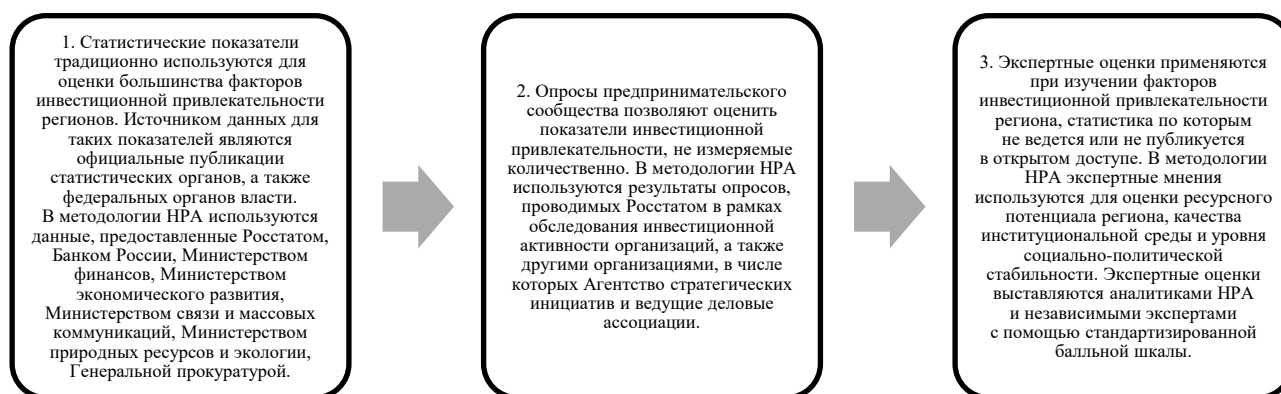 1. Статистические показатели
традиционно используются для
оценки большинства факторов
инвестиционной привлекательности
регионов. Источником данных для
таких показателей являются
официальные публикации
статистических органов, а также
федеральных органов власти.
В методологии НРА используются
данные, предоставленные Росстатом,
Банком России, Министерством
финансов, Министерством
экономического развития,
Министерством связи и массовых
коммуникаций, Министерством
природных ресурсов и экологии,
Генеральной прокуратурой.
2. Опросы предпринимательского
сообщества позволяют оценить
показатели инвестиционной
привлекательности, не измеряемые
количественно. В методологии НРА
используются результаты опросов,
проводимых Росстатом в рамках
обследования инвестиционной
активности организаций, а также
другими организациями, в числе
которых Агентство стратегических
инициатив и ведущие деловые
ассоциации.
3. Экспертные оценки применяются
при изучении факторов
инвестиционной привлекательности
региона, статистика по которым
не ведется или не публикуется
в открытом доступе. В методологии
НРА экспертные мнения
используются для оценки ресурсного
потенциала региона, качества
институциональной среды и уровня
социально-политической
стабильности. Экспертные оценки
выставляются аналитиками НРА
и независимыми экспертами
с помощью стандартизированной
балльной шкалы.